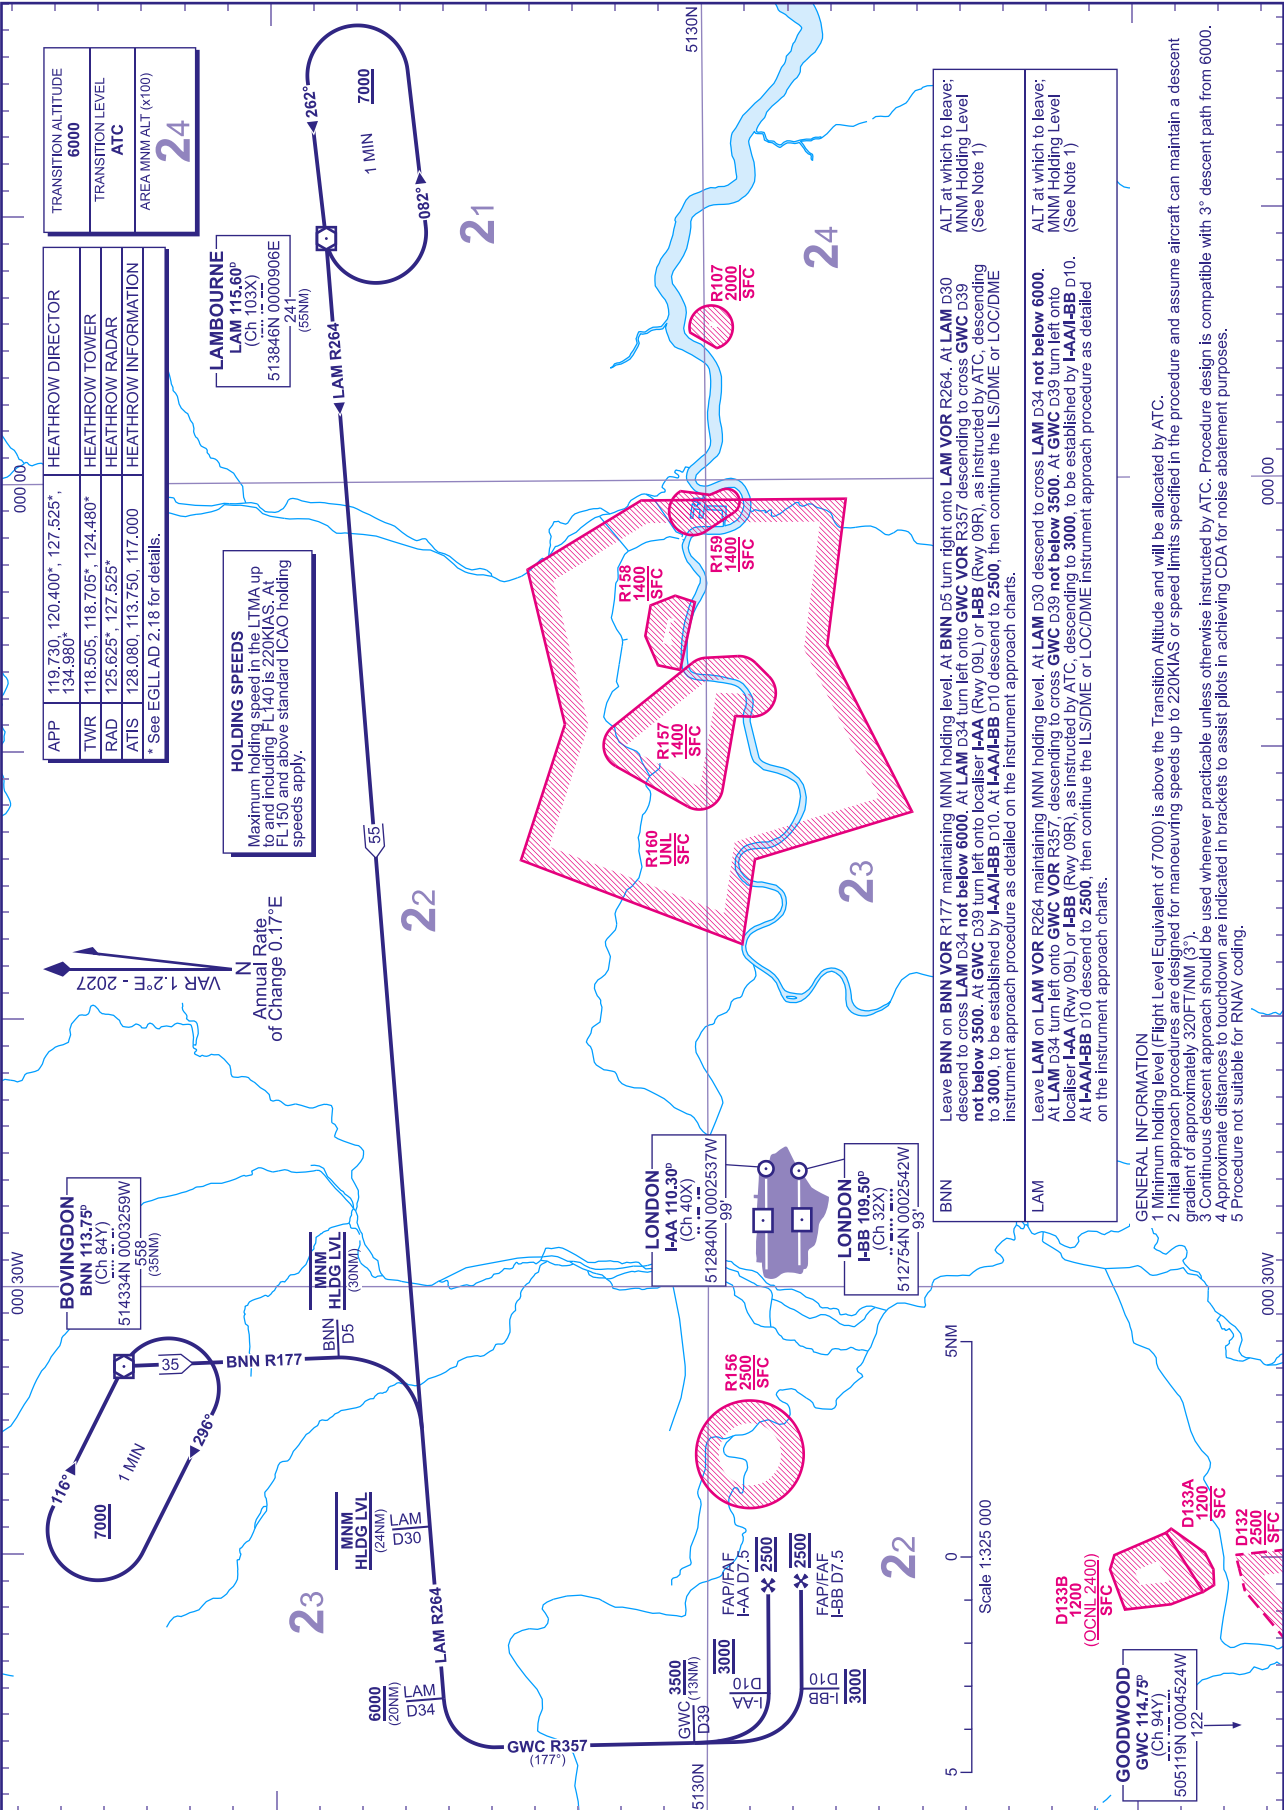 TRANSITION ALTITUDE
6000
TRANSITION LEVEL
ATC
AREA MNM ALT (x100)
24
APP
119.730, 120.400*, 127.525*,
134.980*
HEATHROW DIRECTOR
TWR
118.505, 118.705*, 124.480*
HEATHROW TOWER
RAD
125.625*, 127.525*
HEATHROW RADAR
ATIS
128.080, 113.750, 117.000
HEATHROW INFORMATION
* See EGLL AD 2.18 for details.
HOLDING SPEEDS
Maximum holding speed in the LTMA up
to and including FL140 is 220KIAS. At
FL150 and above standard ICAO holding
speeds apply.
VAR 1.2°E - 2027
N
Annual Rate
of Change 0.17°E
000 30W
000 00
BOVINGDON
BNN 113.75D
(Ch 84Y)
514334N 0003259W
558
(35NM)
116°
296°
1 MIN
7000
35
BNN R177
BNN
D5
MNM
HLDG LVL
(30NM)
LAMBOURNE
LAM 115.60D
(Ch 103X)
513846N 0000906E
241
(55NM)
262°
082°
1 MIN
7000
LAM R264
55
MNM
HLDG LVL
(24NM)
LAM
D30
LAM R264
6000
(20NM)
LAM
D34
GWC R357
(177°)
GWC
D39
3500
(13NM)
3000
I-AA
D10
I-BB
D10
3000
FAP/FAF
I-AA D7.5
2500
2500
FAP/FAF
I-BB D7.5
23
22
21
24
23
22
5130N
5130N
LONDON
I-AA 110.30D
(Ch 40X)
512840N 0002537W
99'
LONDON
I-BB 109.50D
(Ch 32X)
512754N 0002542W
93'
R156
2500
SFC
R157
1400
SFC
R158
1400
SFC
R159
1400
SFC
R160
UNL
SFC
R107
2000
SFC
D133B
1200
(OCNL 2400)
SFC
D133A
1200
SFC
D132
2500
SFC
GOODWOOD
GWC 114.75D
(Ch 94Y)
505119N 0004524W
122
5
0
5NM
Scale 1:325 000
BNN
Leave BNN on BNN VOR R177 maintaining MNM holding level. At BNN D5 turn right onto LAM VOR R264. At LAM D30
descend to cross LAM D34 not below 6000. At LAM D34 turn left onto GWC VOR R357 descending to cross GWC D39
not below 3500. At GWC D39 turn left onto localiser I-AA (Rwy 09L) or I-BB (Rwy 09R), as instructed by ATC, descending
to 3000, to be established by I-AA/I-BB D10. At I-AA/I-BB D10 descend to 2500, then continue the ILS/DME or LOC/DME
instrument approach procedure as detailed on the instrument approach charts.
ALT at which to leave;
MNM Holding Level
(See Note 1)
LAM
Leave LAM on LAM VOR R264 maintaining MNM holding level. At LAM D30 descend to cross LAM D34 not below 6000.
At LAM D34 turn left onto GWC VOR R357, descending to cross GWC D39 not below 3500. At GWC D39 turn left onto
localiser I-AA (Rwy 09L) or I-BB (Rwy 09R), as instructed by ATC, descending to 3000, to be established by I-AA/I-BB D10.
At I-AA/I-BB D10 descend to 2500, then continue the ILS/DME or LOC/DME instrument approach procedure as detailed
on the instrument approach charts.
ALT at which to leave;
MNM Holding Level
(See Note 1)
GENERAL INFORMATION
1 Minimum holding level (Flight Level Equivalent of 7000) is above the Transition Altitude and will be allocated by ATC.
2 Initial approach procedures are designed for manoeuvring speeds up to 220KIAS or speed limits specified in the procedure and assume aircraft can maintain a descent
gradient of approximately 320FT/NM (3°).
3 Continuous descent approach should be used whenever practicable unless otherwise instructed by ATC. Procedure design is compatible with 3° descent path from 6000.
4 Approximate distances to touchdown are indicated in brackets to assist pilots in achieving CDA for noise abatement purposes.
5 Procedure not suitable for RNAV coding.
000 30W
000 00